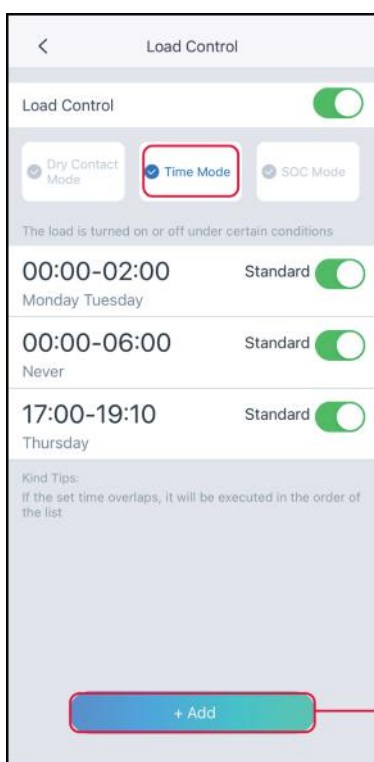 Load Control
Load Control
Dry Contact
Mode
Time Mode
SOC Mode
The load is turned on or off under certain conditions
00:00-02:00
Standard
Monday Tuesday
00:00-06:00
Standard
Never
17:00-19:10
Standard
Thursday
Kind Tips:
If the set time overlaps, it will be executed in the order of
the list
+ Add